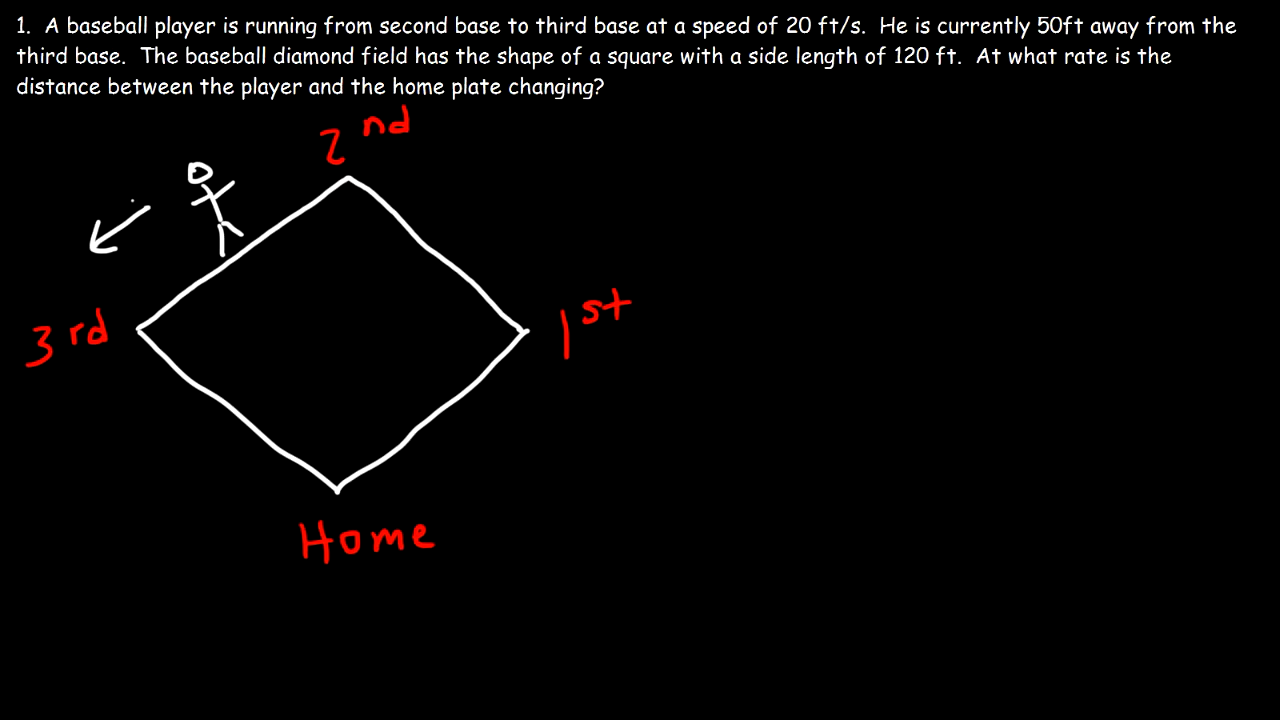 1. A baseball player is running from second base to third base at a speed of 20 ft/s. He is currently 50ft away from the
third base. The baseball diamond field has the shape of a square with a side length of 120 ft. At what rate is the
distance between the player and the home plate changing?
2nd
3rd
1st
Home